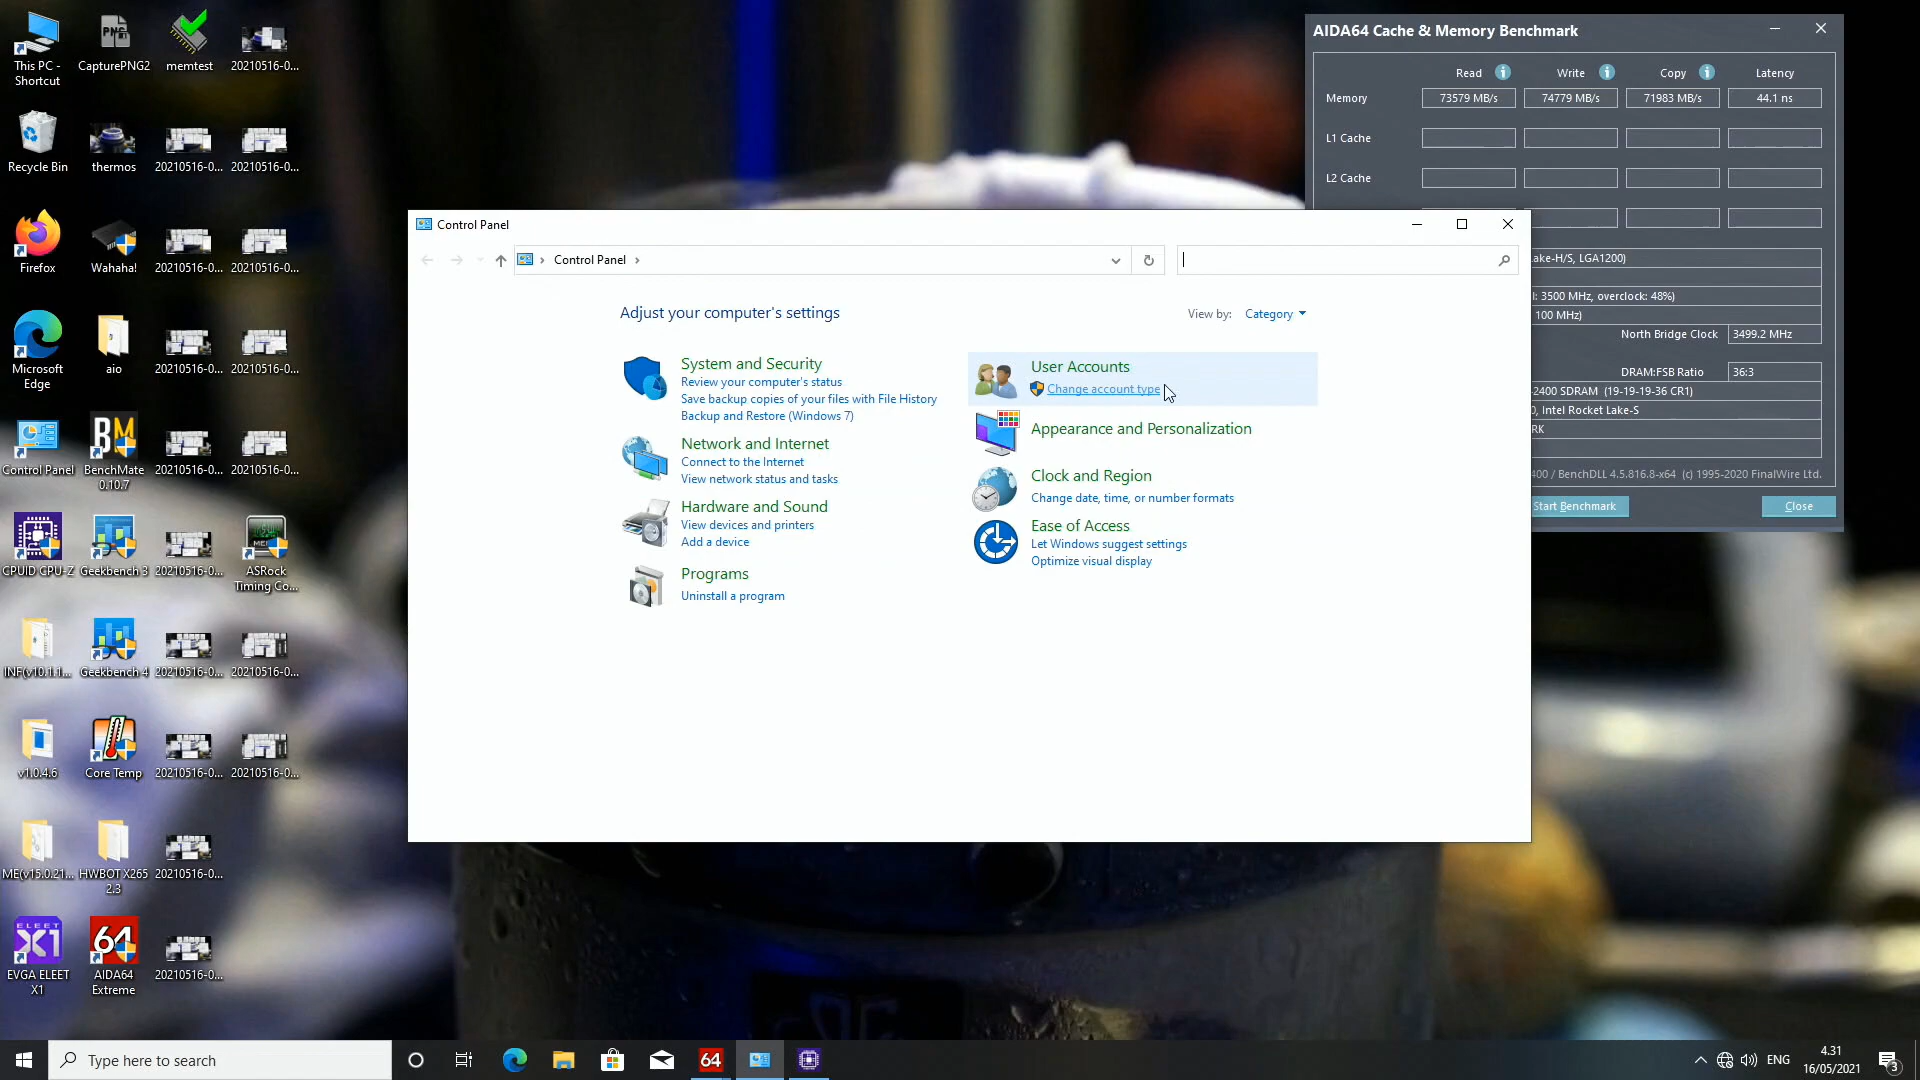 This PC -
Shortcut
CapturePNG2
memtest
20210516-0...
Recycle Bin
thermos
20210516-0...
20210516-0...
Firefox
Wahaha!
20210516-0...
20210516-0...
Microsoft
Edge
aio
20210516-0...
20210516-0...
Control Panel
BenchMate
0.10.7
20210516-0...
20210516-0...
CPUID CPU-Z
Geekbench 3
20210516-0...
ASRock
Timing Co...
INF(v10.1.1...
Geekbench 4
20210516-0...
20210516-0...
v1.0.4.6
Core Temp
20210516-0...
20210516-0...
ME(v15.0.21...
HWBOT X265
2.3
20210516-0...
EVGA ELEET
X1
AIDA64
Extreme
20210516-0...
AIDA64 Cache & Memory Benchmark
Read Write Copy Latency
Memory 73579 MB/s 74779 MB/s 71983 MB/s 44.1 ns
L1 Cache
L2 Cache
ake-H/S, LGA1200)
l: 3500 MHz, overclock: 48%)
100 MHz)
North Bridge Clock 3499.2 MHz
DRAM:FSB Ratio 36:3
-2400 SDRAM (19-19-19-36 CR1)
0, Intel Rocket Lake-S
RK
400 / BenchDLL 4.5.816.8-x64 (c) 1995-2020 FinalWire Ltd.
Start Benchmark Close
Control Panel
Control Panel
Adjust your computer's settings
View by: Category
System and Security
Review your computer's status
Save backup copies of your files with File History
Backup and Restore (Windows 7)
Network and Internet
Connect to the Internet
View network status and tasks
Hardware and Sound
View devices and printers
Add a device
Programs
Uninstall a program
User Accounts
Change account type
Appearance and Personalization
Clock and Region
Change date, time, or number formats
Ease of Access
Let Windows suggest settings
Optimize visual display
Type here to search
64
ENG
4.31
16/05/2021
3